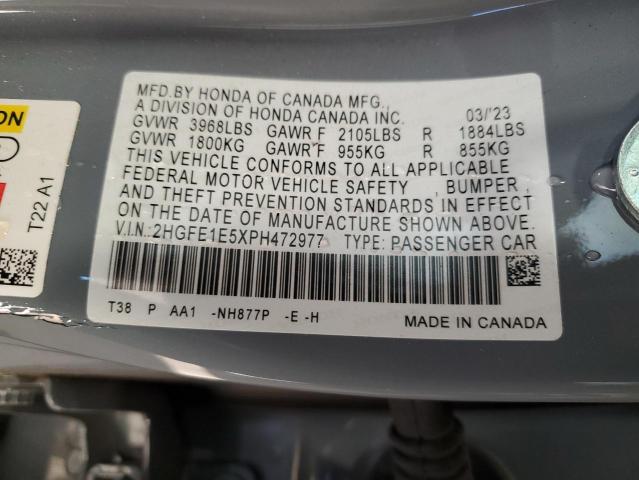 MFD.BY HONDA OF CANADA MFG.
A DIVISION OF HONDA CANADA INC. 03/'23
GVWR 3968LBS GAWR F 2105LBS R 1884LBS
GVWR 1800KG GAWR F 955KG R 855KG
THIS VEHICLE CONFORMS TO ALL APPLICABLE
FEDERAL MOTOR VEHICLE SAFETY , BUMPER ,
AND THEFT PREVENTION STANDARDS IN EFFECT
ON THE DATE OF MANUFACTURE SHOWN ABOVE.
V.I.N.: 2HGFE1E5XPH472977 TYPE: PASSENGER CAR
T38 P AA1 -NH877P -E -H
MADE IN CANADA
T22 A1